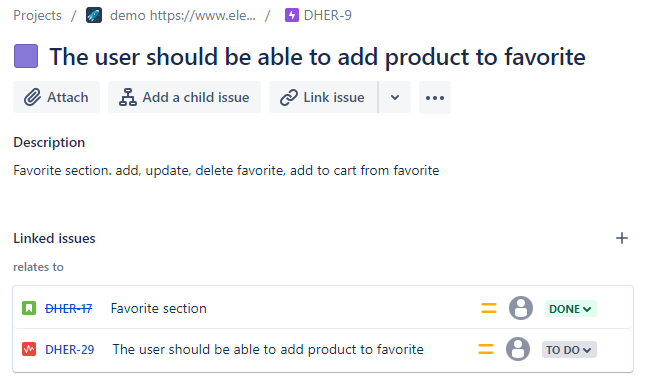 Projects / demo https://www.ele... / DHER-9
The user should be able to add product to favorite
Attach Add a child issue Link issue
Description
Favorite section. add, update, delete favorite, add to cart from favorite
Linked issues
relates to
DHER-17 Favorite section DONE
DHER-29 The user should be able to add product to favorite TO DO